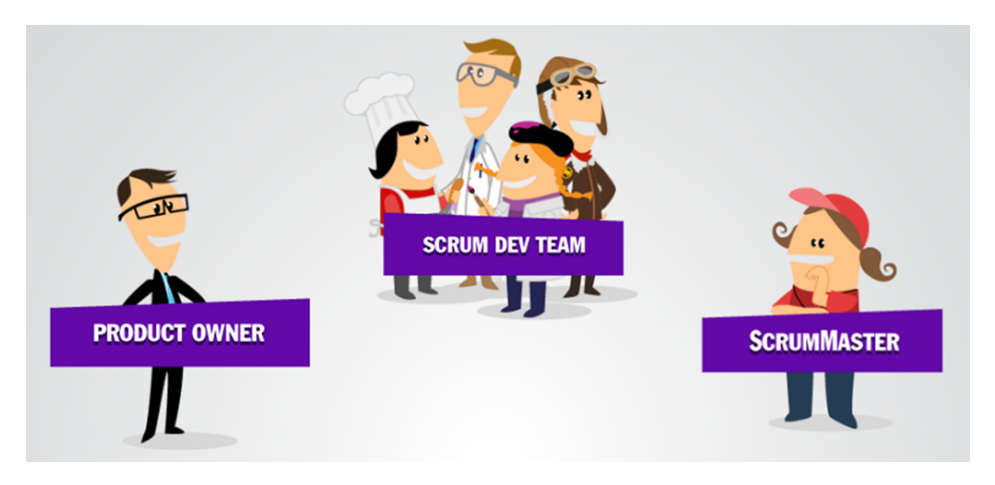 SCRUM DEV TEAM
PRODUCT OWNER
SCRUMMASTER